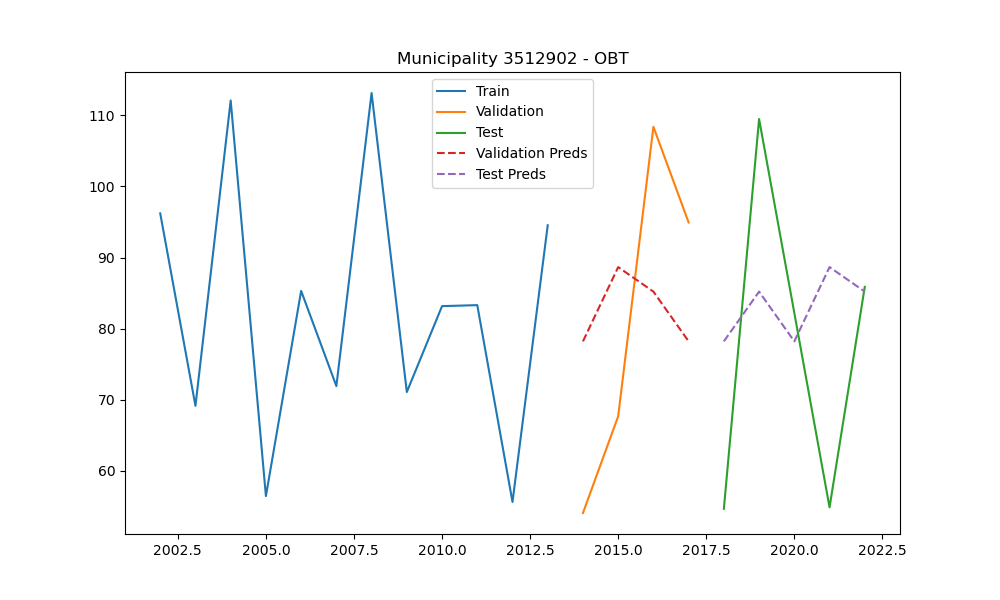 Municipality 3512902 - OBT
Train
Validation
Test
Validation Preds
Test Preds
110
100
90
80
70
60
2002.5 2005.0 2007.5 2010.0 2012.5 2015.0 2017.5 2020.0 2022.5